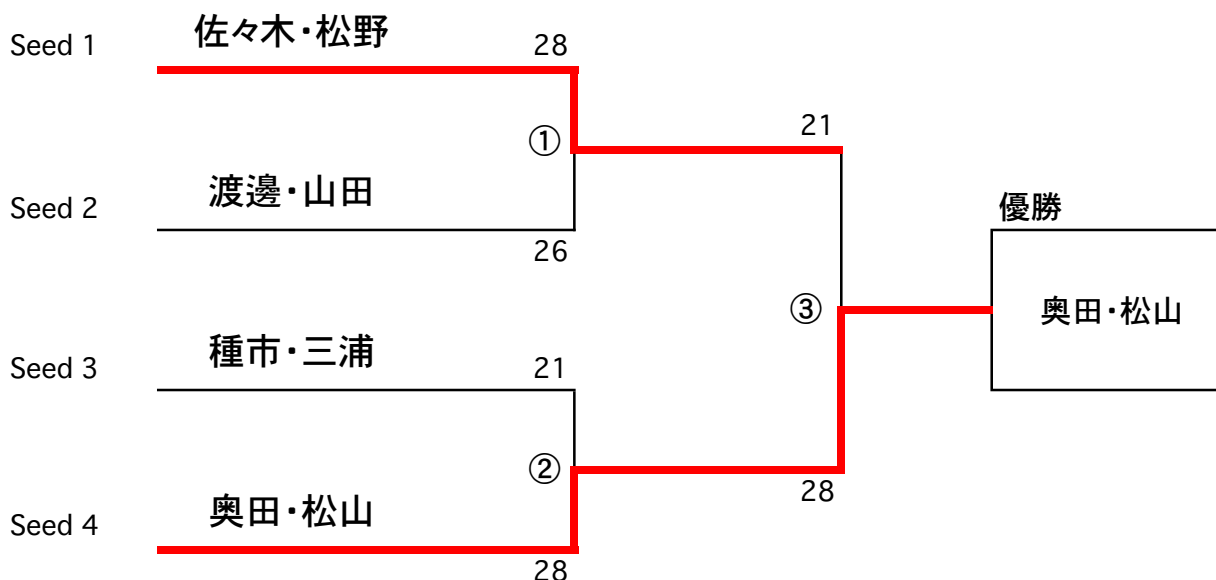 Seed 1 佐々木・松野 28
① 21
Seed 2 渡邊・山田 26
優勝
Seed 3 種市・三浦 21
③ 奥田・松山
② 28
Seed 4 奥田・松山 28